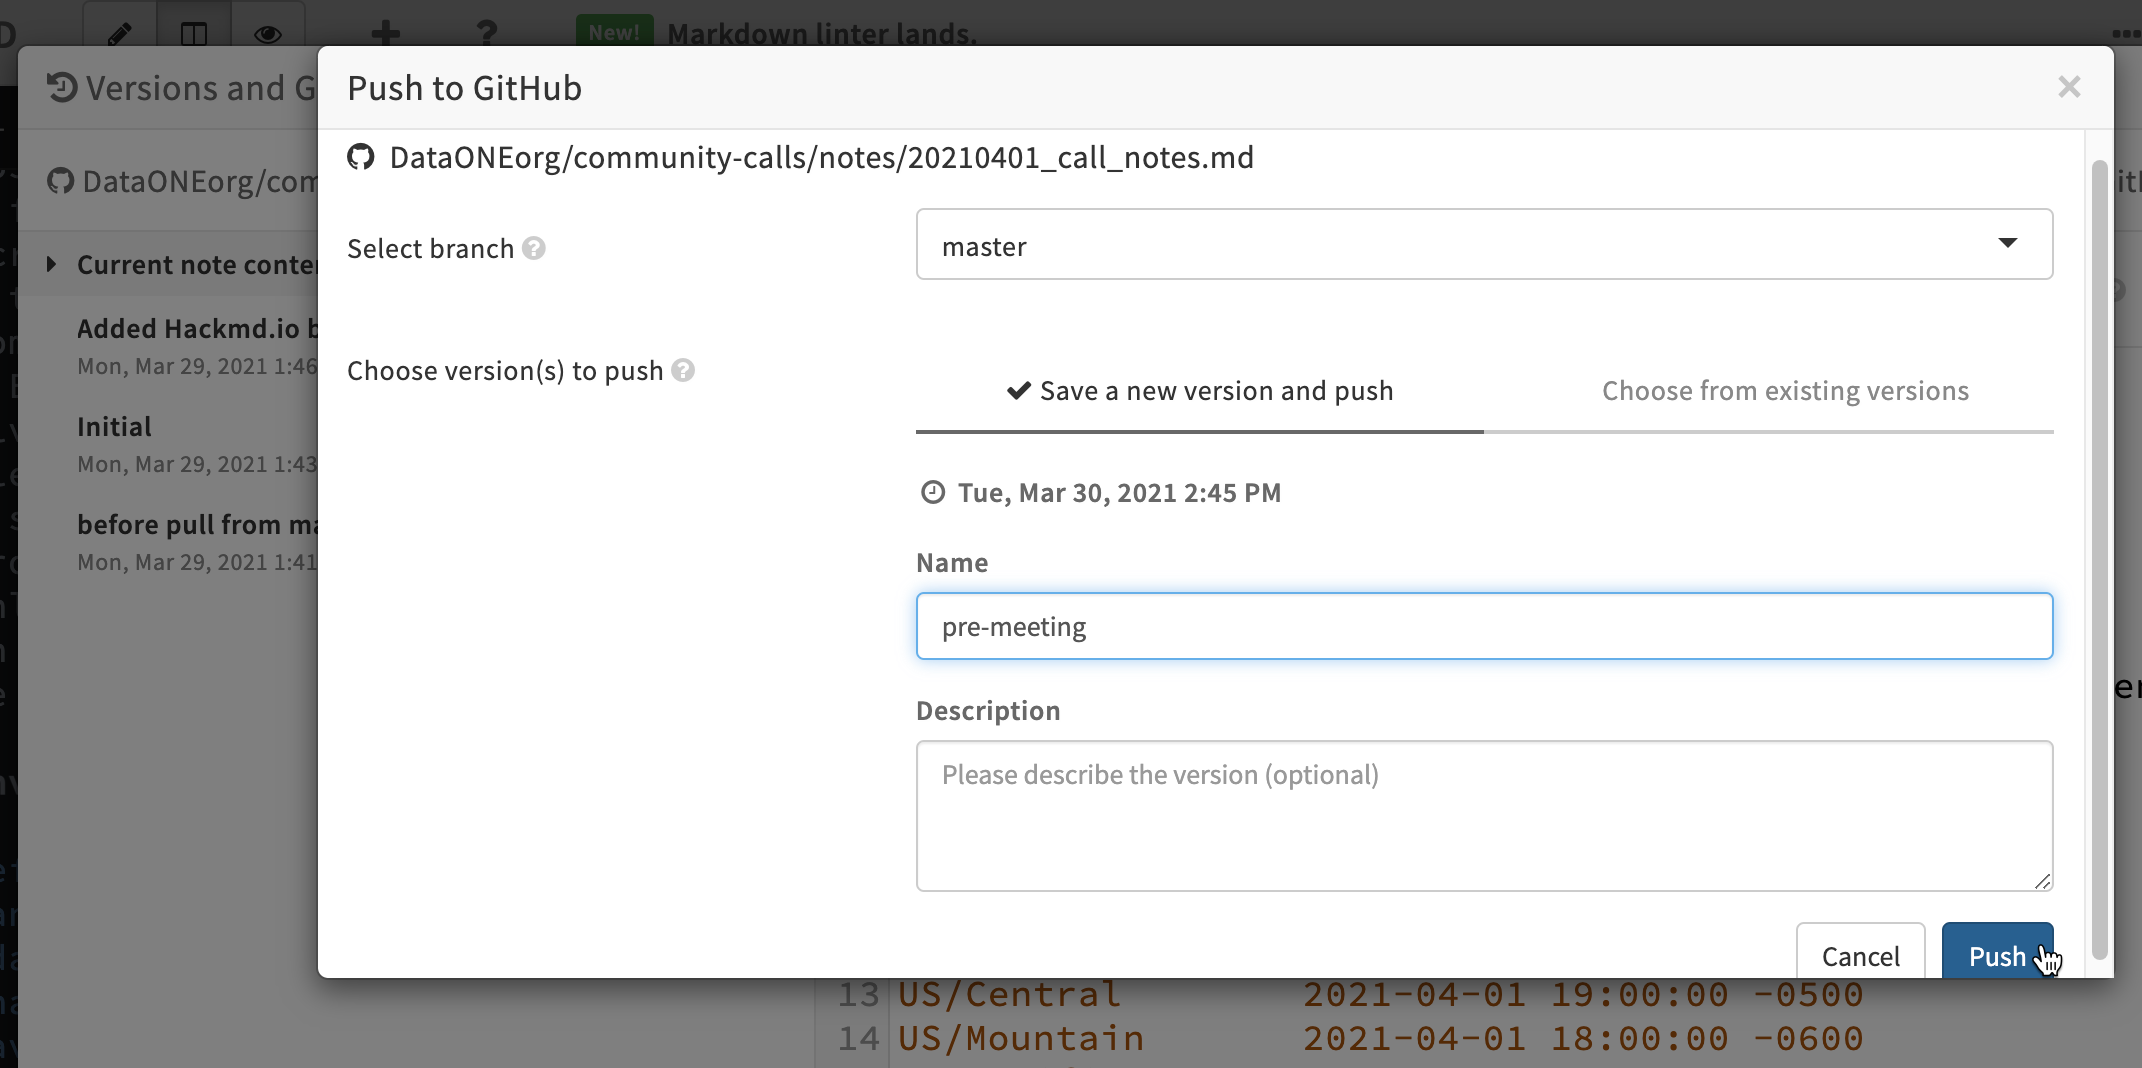 New! Markdown linter lands.
Versions and G
Push to GitHub
DataONEorg/com
DataONEorg/community-calls/notes/20210401_call_notes.md
Select branch
master
Current note conte
Added Hackmd.io b
Mon, Mar 29, 2021 1:46
Initial
Mon, Mar 29, 2021 1:43
before pull from ma
Mon, Mar 29, 2021 1:41
Choose version(s) to push
Save a new version and push
Choose from existing versions
Tue, Mar 30, 2021 2:45 PM
Name
pre-meeting
Description
Please describe the version (optional)
Cancel
Push
13 US/Central 2021-04-01 19:00:00 -0500
14 US/Mountain 2021-04-01 18:00:00 -0600